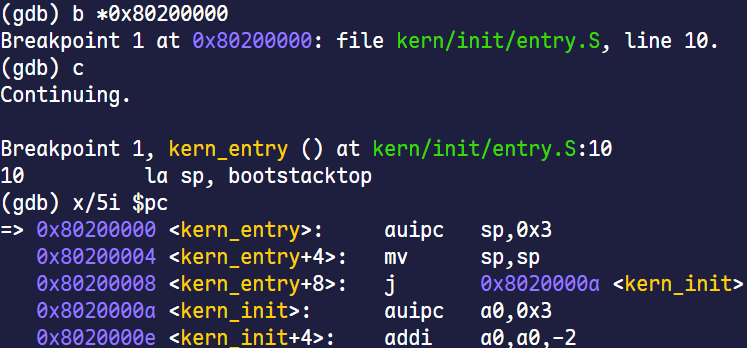 (gdb) b *0x80200000
Breakpoint 1 at 0x80200000: file kern/init/entry.S, line 10.
(gdb) c
Continuing.

Breakpoint 1, kern_entry () at kern/init/entry.S:10
10          la sp, bootstacktop
(gdb) x/5i $pc
=> 0x80200000 <kern_entry>:     auipc   sp,0x3
   0x80200004 <kern_entry+4>:   mv      sp,sp
   0x80200008 <kern_entry+8>:   j       0x8020000a <kern_init>
   0x8020000a <kern_init>:      auipc   a0,0x3
   0x8020000e <kern_init+4>:    addi    a0,a0,-2